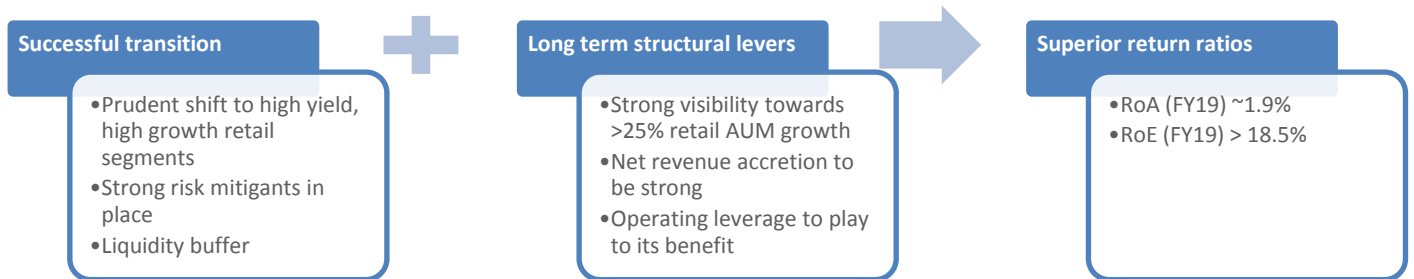 Successful transition
•Prudent shift to high yield,
high growth retail
segments
•Strong risk mitigants in
place
•Liquidity buffer
Long term structural levers
•Strong visibility towards
>25% retail AUM growth
•Net revenue accretion to
be strong
•Operating leverage to play
to its benefit
Superior return ratios
•RoA (FY19) ~1.9%
•RoE (FY19) > 18.5%